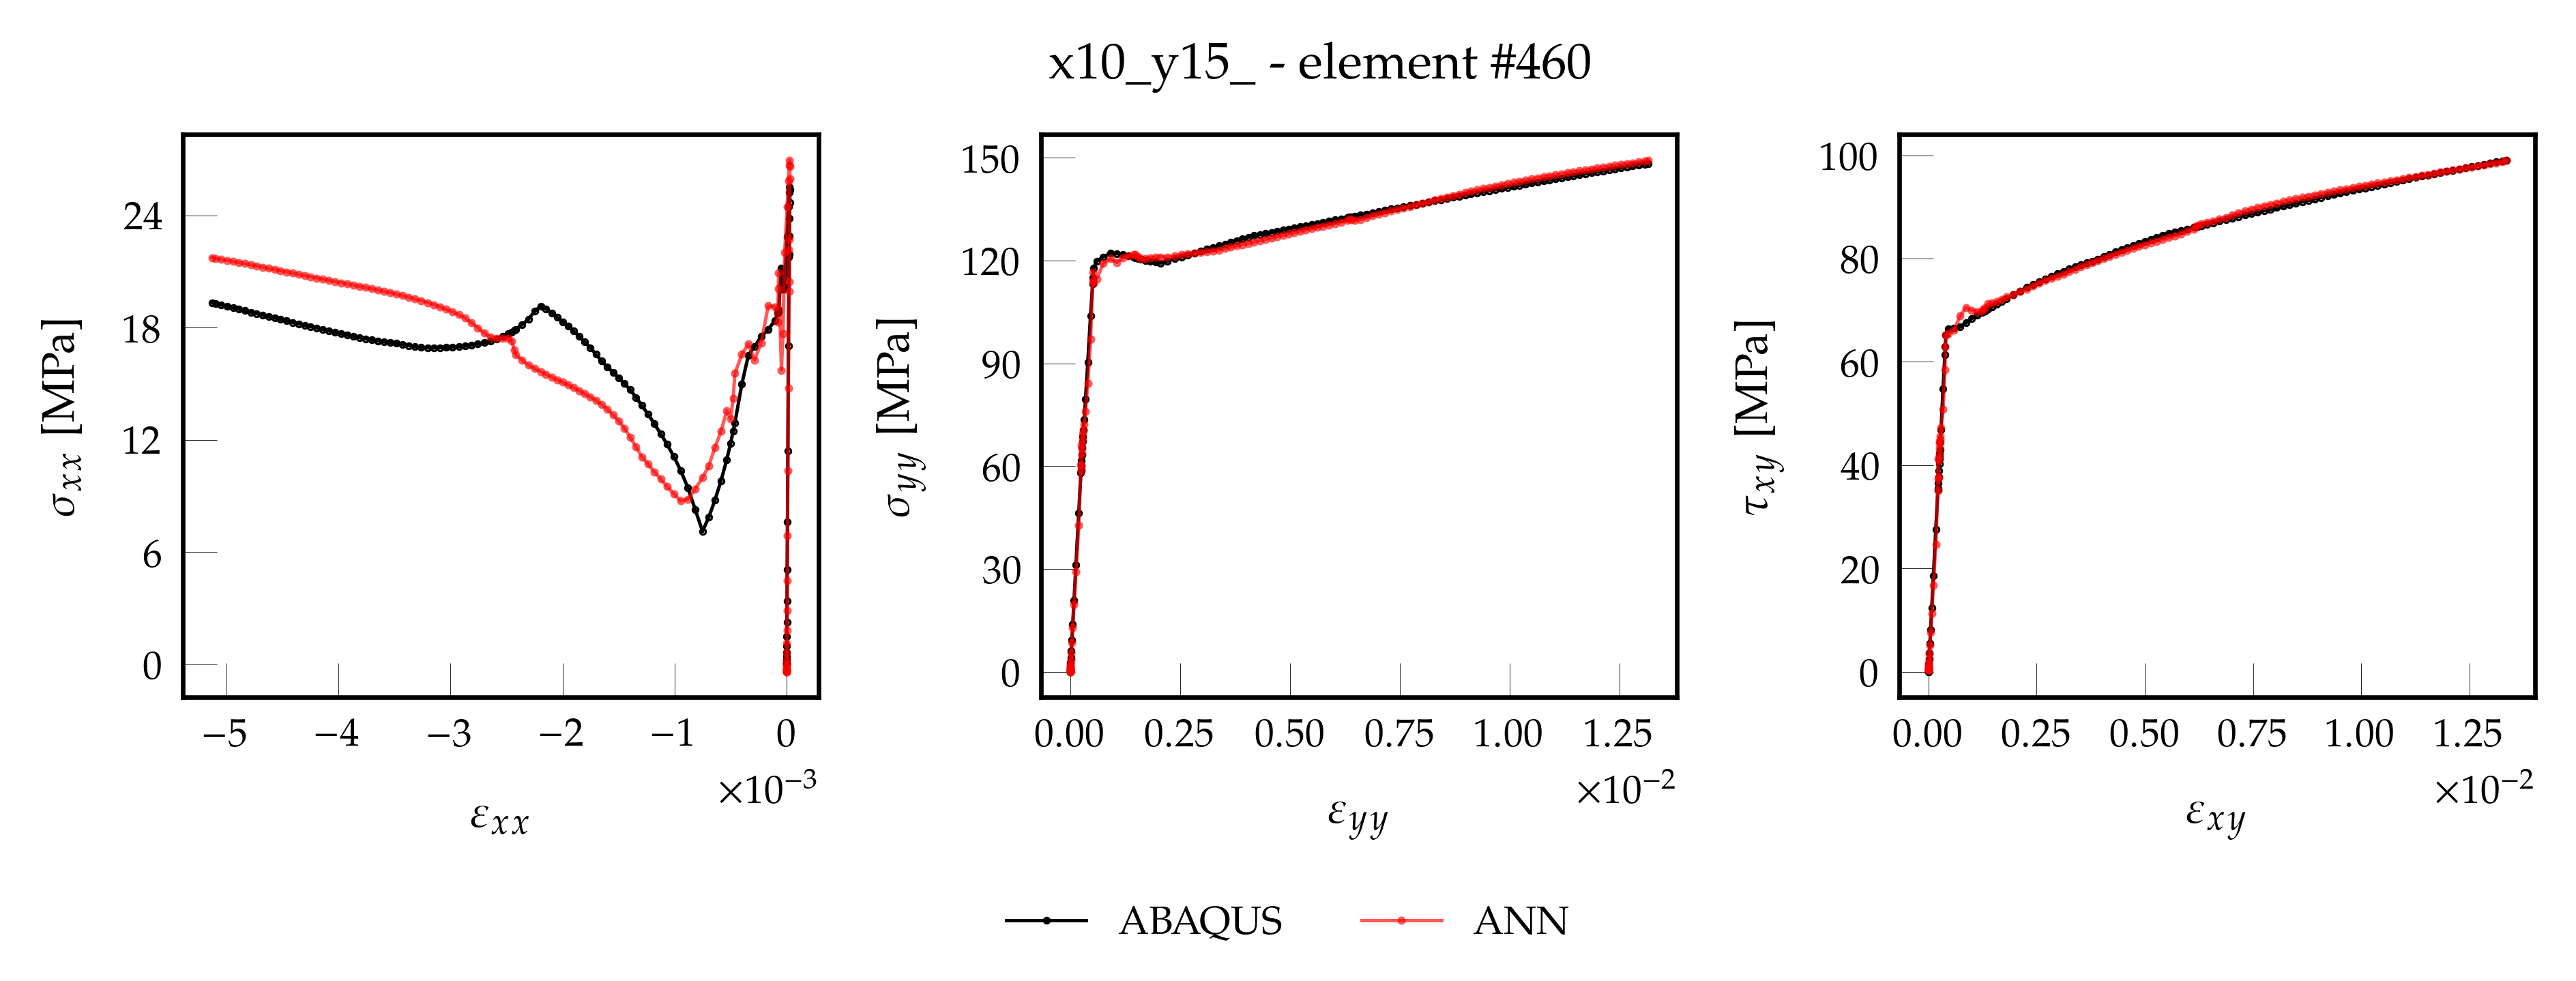 x10_y15_ - element #460
σxx [MPa]
24
18
12
6
0
−5 −4 −3 −2 −1 0
×10−3
εxx
σyy [MPa]
150
120
90
60
30
0
0.00 0.25 0.50 0.75 1.00 1.25
×10−2
εyy
τxy [MPa]
100
80
60
40
20
0
0.00 0.25 0.50 0.75 1.00 1.25
×10−2
εxy
ABAQUS ANN